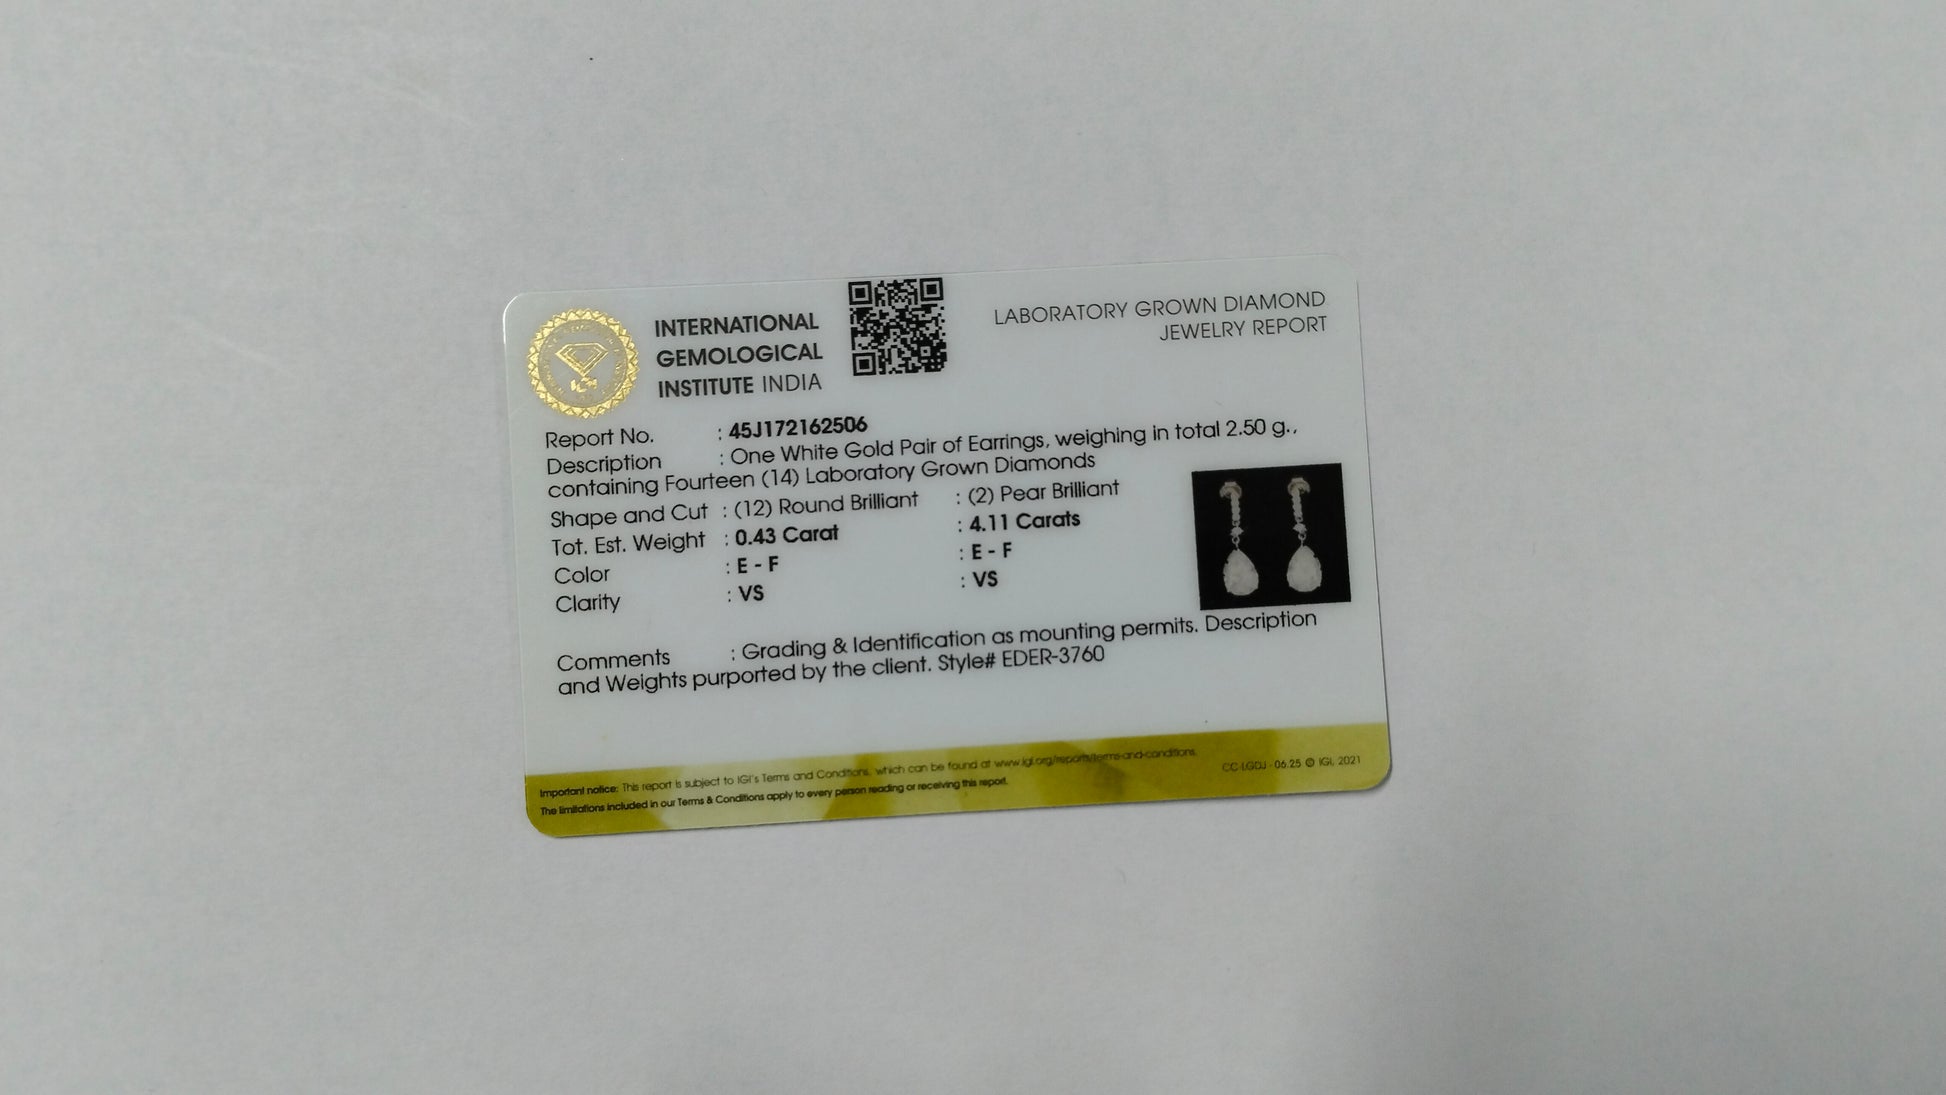 INTERNATIONAL
GEMOLOGICAL
INSTITUTE INDIA
LABORATORY GROWN DIAMOND
JEWELRY REPORT
Report No. : 45J172162506
Description : One White Gold Pair of Earrings, weighing in total 2.50 g.,
containing Fourteen (14) Laboratory Grown Diamonds
Shape and Cut : (12) Round Brilliant : (2) Pear Brilliant
Tot. Est. Weight : 0.43 Carat : 4.11 Carats
Color : E - F : E - F
Clarity : VS : VS
Comments : Grading & Identification as mounting permits. Description
and Weights purported by the client. Style# EDER-3760
Important notice: This report is subject to IGI's Terms and Conditions, which can be found at www.igi.org/reports/terms-and-conditions.
The limitations included in our Terms & Conditions apply to every person reading or receiving this report.
CC-LGDJ - 06.25 © IGI, 2021